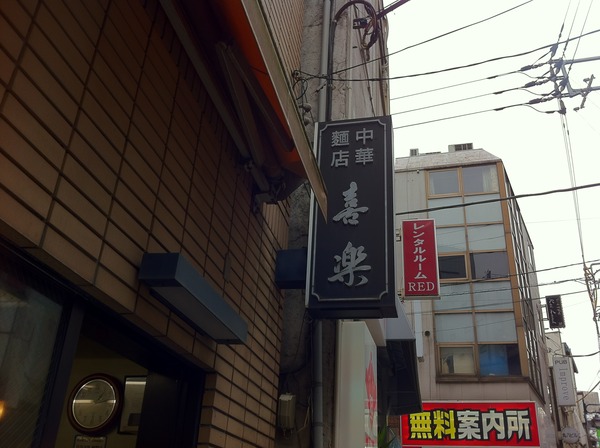 中華
麺店
喜楽
レンタルルーム
RED
無料案内所